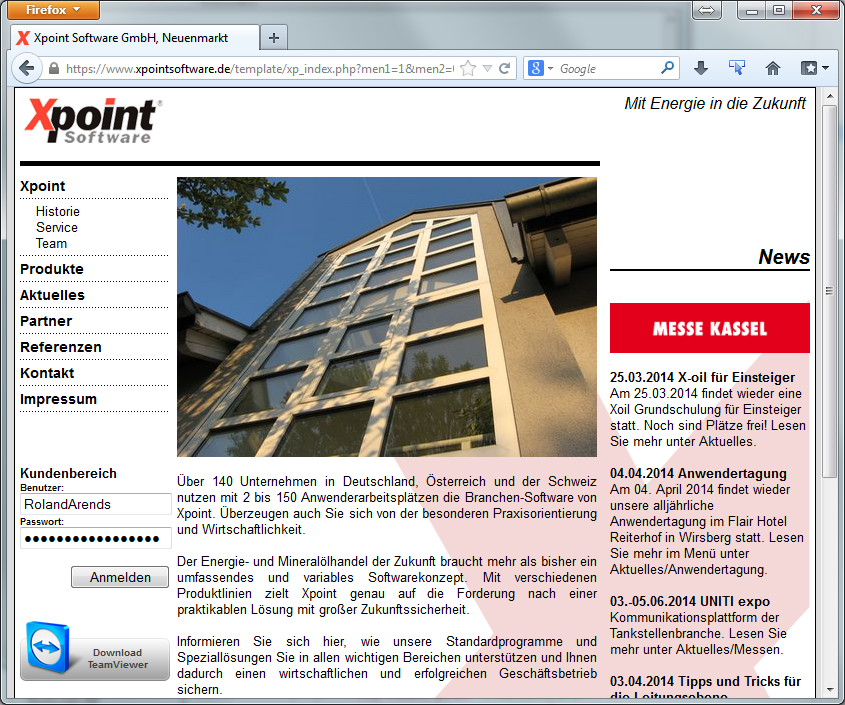 Firefox
Xpoint Software GmbH, Neuenmarkt
https://www.xpointsoftware.de/template/xp_index.php?men1=1&men2=
Google
Xpoint®
Software
Mit Energie in die Zukunft
Xpoint
Historie
Service
Team
Produkte
Aktuelles
Partner
Referenzen
Kontakt
Impressum
Kundenbereich
Benutzer:
RolandArends
Passwort:
●●●●●●●●●●●●●●●●●
Anmelden
Download
TeamViewer
Über 140 Unternehmen in Deutschland, Österreich und der Schweiz
nutzen mit 2 bis 150 Anwenderarbeitsplätzen die Branchen-Software von
Xpoint. Überzeugen auch Sie sich von der besonderen Praxisorientierung
und Wirtschaftlichkeit.
Der Energie- und Mineralölhandel der Zukunft braucht mehr als bisher ein
umfassendes und variables Softwarekonzept. Mit verschiedenen
Produktlinien zielt Xpoint genau auf die Forderung nach einer
praktikablen Lösung mit großer Zukunftssicherheit.
Informieren Sie sich hier, wie unsere Standardprogramme und
Speziallösungen Sie in allen wichtigen Bereichen unterstützen und Ihnen
dadurch einen wirtschaftlichen und erfolgreichen Geschäftsbetrieb
sichern.
News
MESSE KASSEL
25.03.2014 X-oil für Einsteiger
Am 25.03.2014 findet wieder eine
Xoil Grundschulung für Einsteiger
statt. Noch sind Plätze frei! Lesen
Sie mehr unter Aktuelles.
04.04.2014 Anwendertagung
Am 04. April 2014 findet wieder
unsere alljährliche
Anwendertagung im Flair Hotel
Reiterhof in Wirsberg statt. Lesen
Sie mehr im Menü unter
Aktuelles/Anwendertagung.
03.-05.06.2014 UNITI expo
Kommunikationsplattform der
Tankstellenbranche. Lesen Sie
mehr unter Aktuelles/Messen.
03.04.2014 Tipps und Tricks für
die Leitungsebene